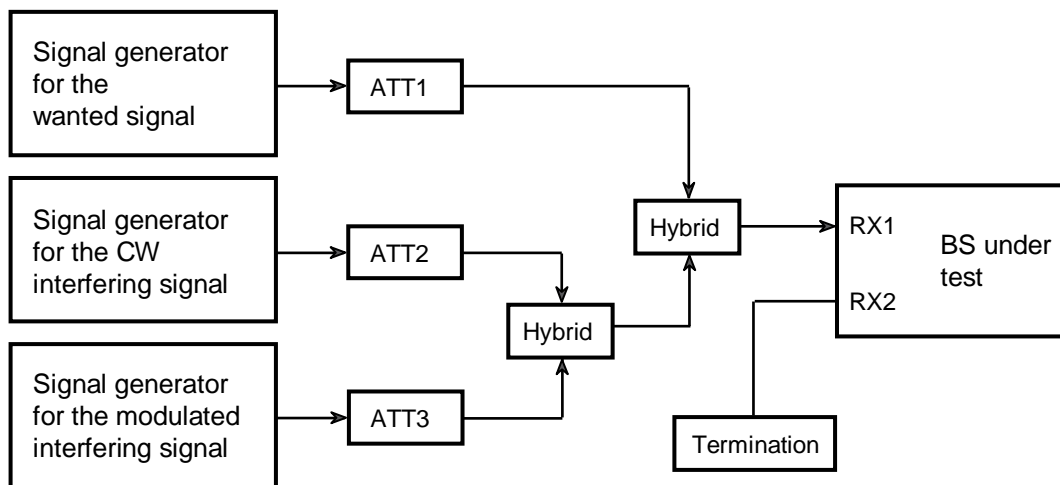 Signal generator
for the
wanted signal
ATT1
Signal generator
for the CW
interfering signal
ATT2
Signal generator
for the modulated
interfering signal
ATT3
Hybrid
Hybrid
RX1
RX2
BS under
test
Termination